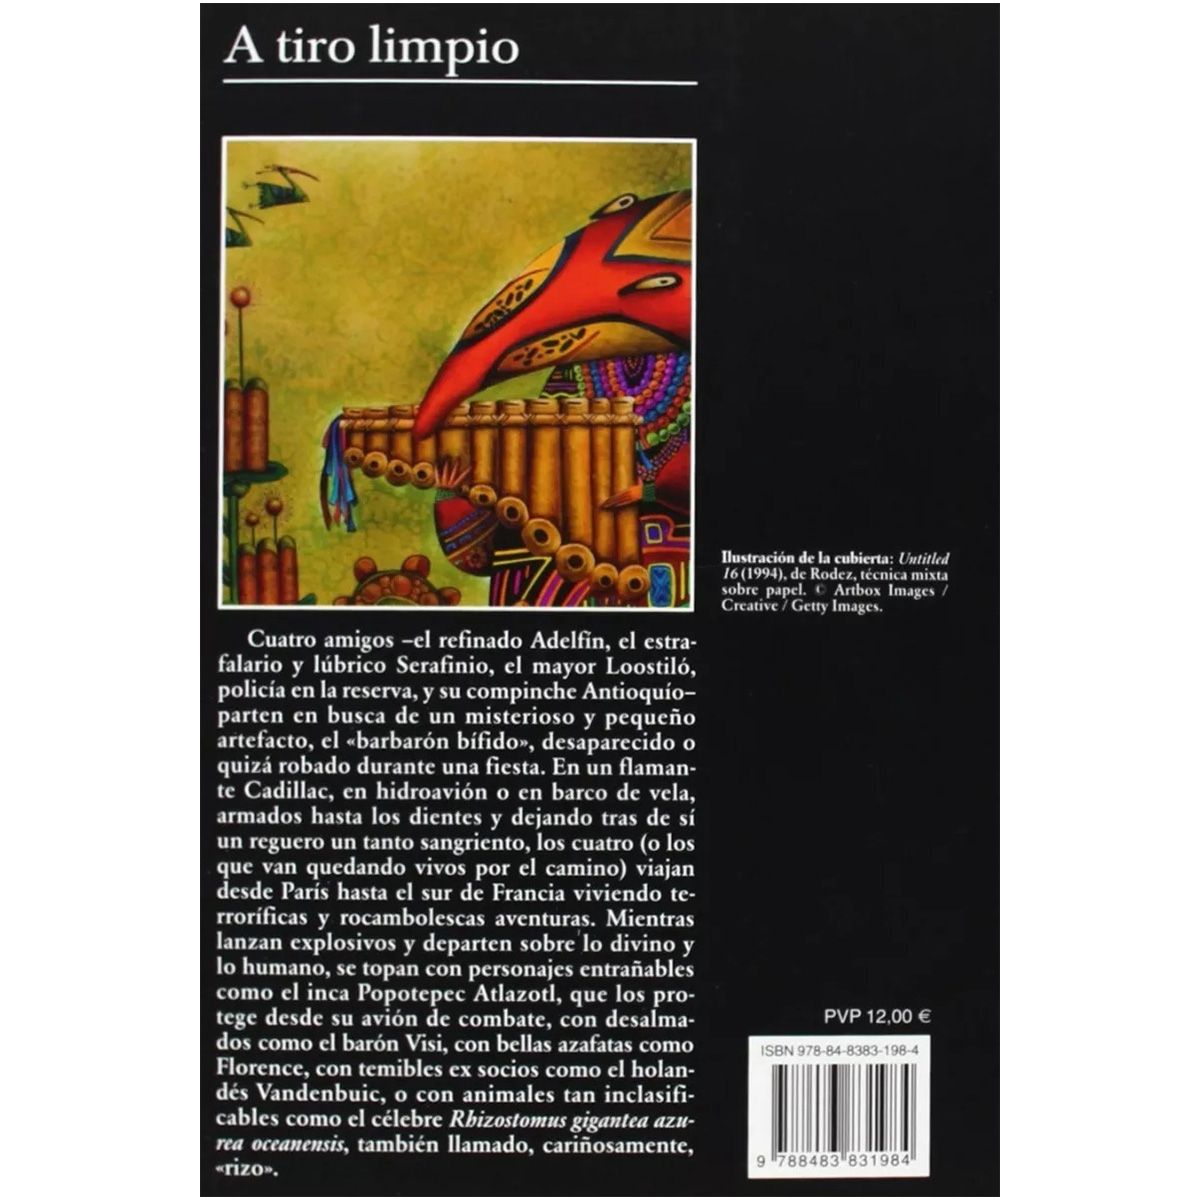 A tiro limpio
Ilustración de la cubierta: Untitled
16 (1994), de Rodez, técnica mixta
sobre papel. © Artbox Images /
Creative / Getty Images.
Cuatro amigos –el refinado Adelfín, el estra-
falario y lúbrico Serafinio, el mayor Loostiló,
policía en la reserva, y su compinche Antioquío–
parten en busca de un misterioso y pequeño
artefacto, el «barbarón bífido», desaparecido o
quizá robado durante una fiesta. En un flaman-
te Cadillac, en hidroavión o en barco de vela,
armados hasta los dientes y dejando tras de sí
un reguero un tanto sangriento, los cuatro (o los
que van quedando vivos por el camino) viajan
desde París hasta el sur de Francia viviendo te-
rroríficas y rocambolescas aventuras. Mientras
lanzan explosivos y departen sobre lo divino y
lo humano, se topan con personajes entrañables
como el inca Popotepec Atlazotl, que los pro-
tege desde su avión de combate, con desalma-
dos como el barón Visi, con bellas azafatas como
Florence, con temibles ex socios como el holan-
dés Vandenbuic, o con animales tan inclasifi-
cables como el célebre Rhizostomus gigantea azu-
rea oceanensis, también llamado, cariñosamente,
«rizo».
PVP 12,00 €
ISBN 978-84-8383-198-4
9 788483 831984